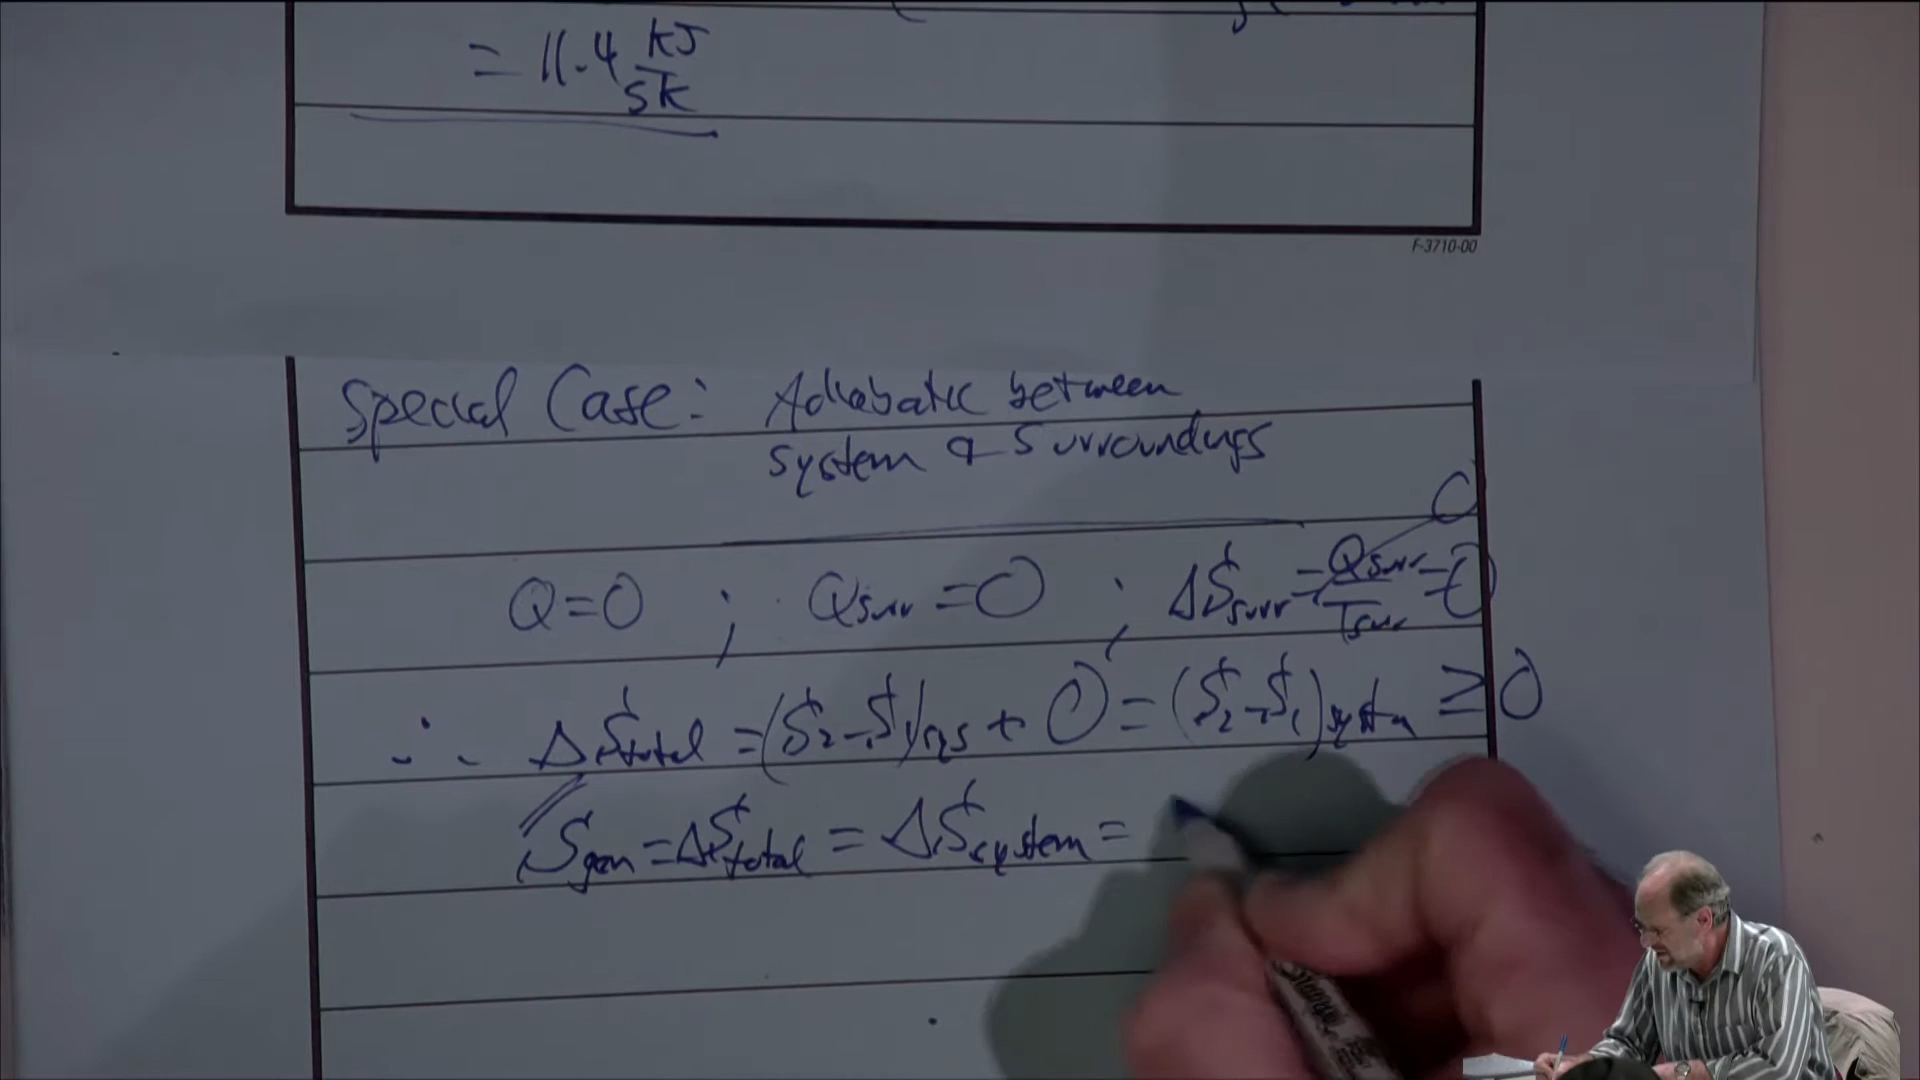 = 11.4 kJ/sK
F-3710-00
Special Case: Adiabatic between
system & Surroundings
Q=0 ; Qsurr = 0 ; ΔSsurr = Qsurr/Tsurr = 0
0
∴ ΔStotal = (S2-S1)sys + 0 = (S2-S1)system ≥ 0
Sgen = ΔStotal = ΔSsystem =